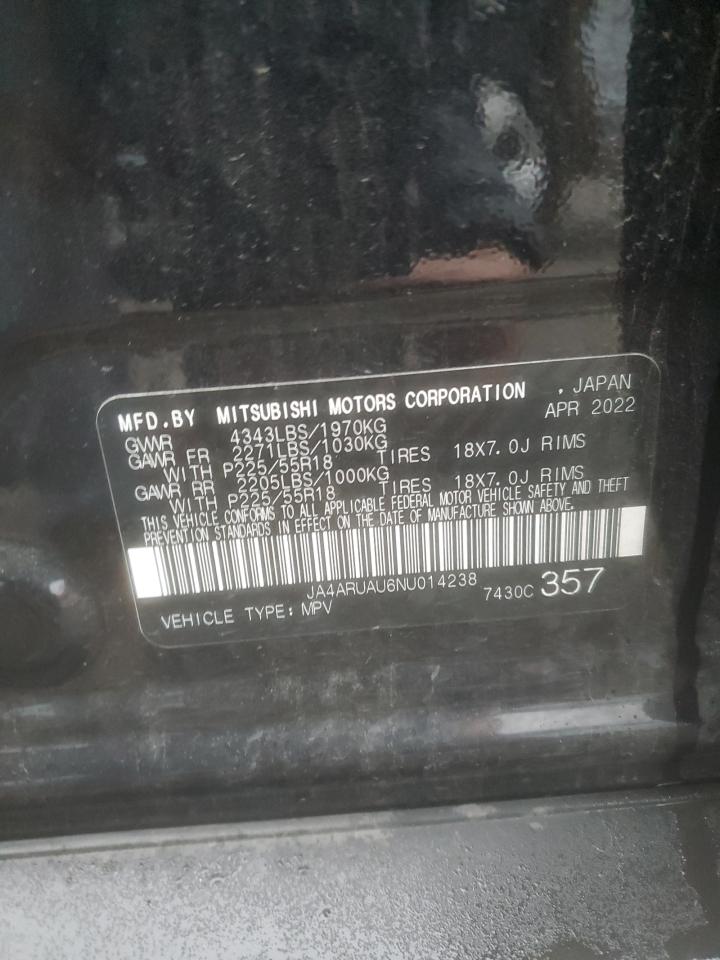 MFD.BY MITSUBISHI MOTORS CORPORATION , JAPAN
APR 2022
GVWR 4343LBS/1970KG
GAWR FR 2271LBS/1030KG
WITH P225/55R18 TIRES 18X7.0J RIMS
GAWR RR 2205LBS/1000KG
WITH P225/55R18 TIRES 18X7.0J RIMS
THIS VEHICLE CONFORMS TO ALL APPLICABLE FEDERAL MOTOR VEHICLE SAFETY AND THEFT
PREVENTION STANDARDS IN EFFECT ON THE DATE OF MANUFACTURE SHOWN ABOVE.
JA4ARUAU6NU014238
VEHICLE TYPE: MPV 7430C 357